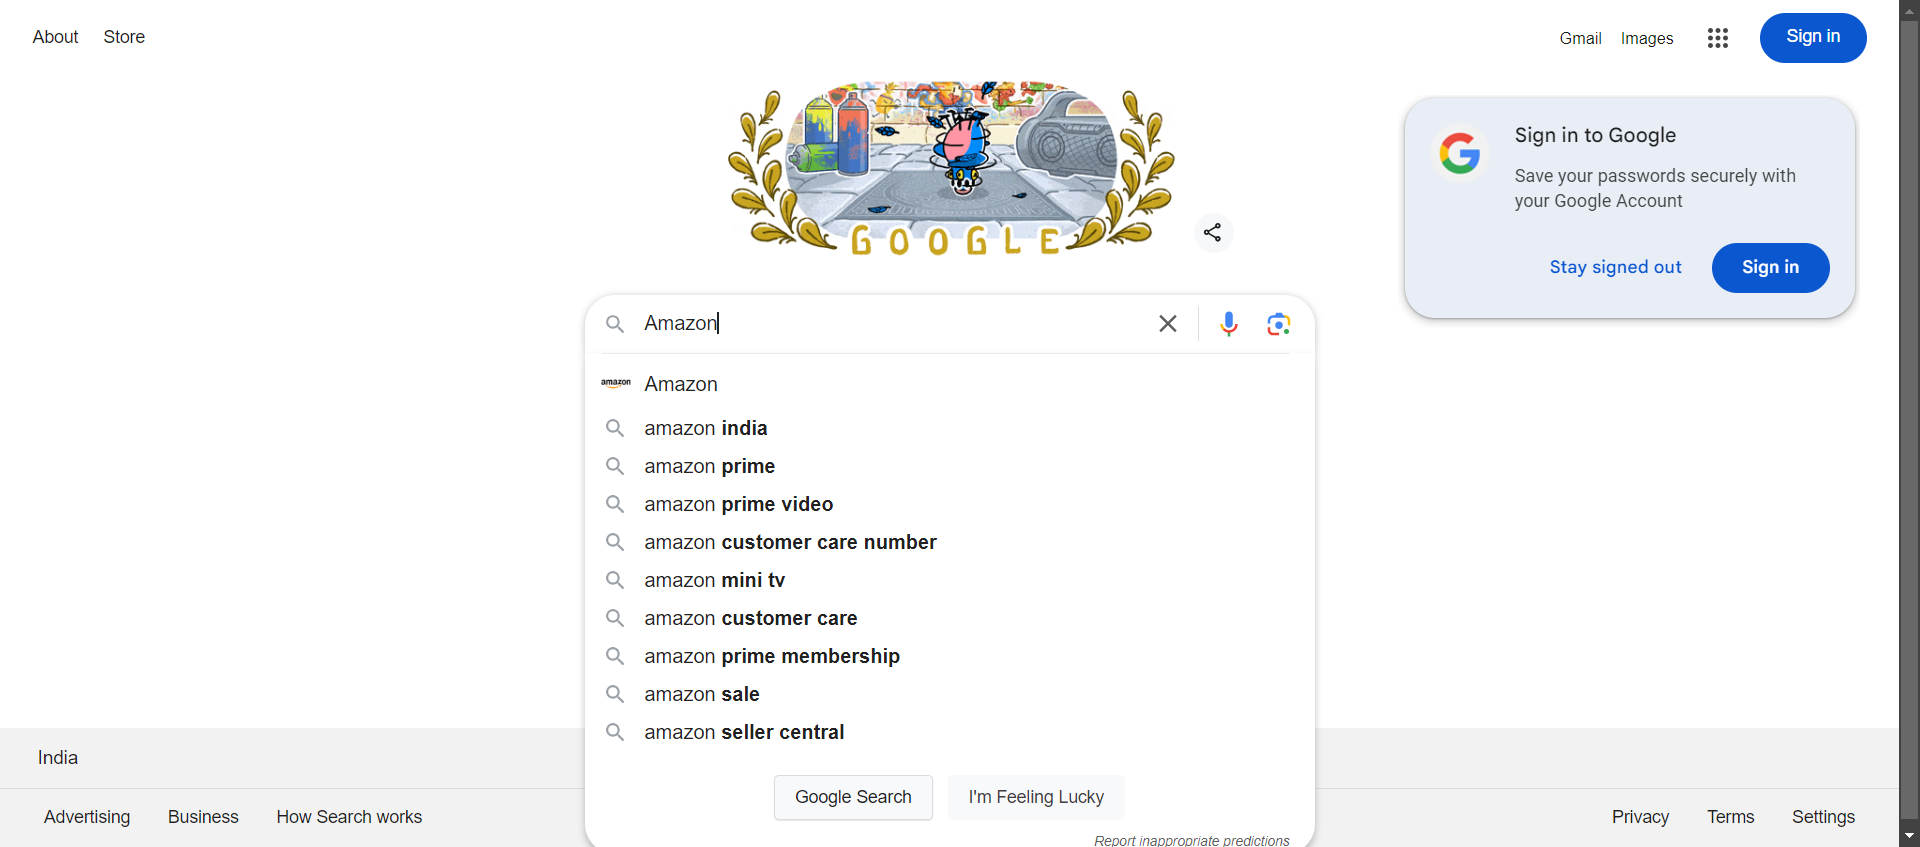 About Store
Gmail Images Sign in
GOOGLE
Sign in to Google
Save your passwords securely with
your Google Account
Stay signed out Sign in
Amazon
amazon Amazon
amazon india
amazon prime
amazon prime video
amazon customer care number
amazon mini tv
amazon customer care
amazon prime membership
amazon sale
amazon seller central
Google Search I'm Feeling Lucky
Report inappropriate predictions
India
Advertising Business How Search works
Privacy Terms Settings